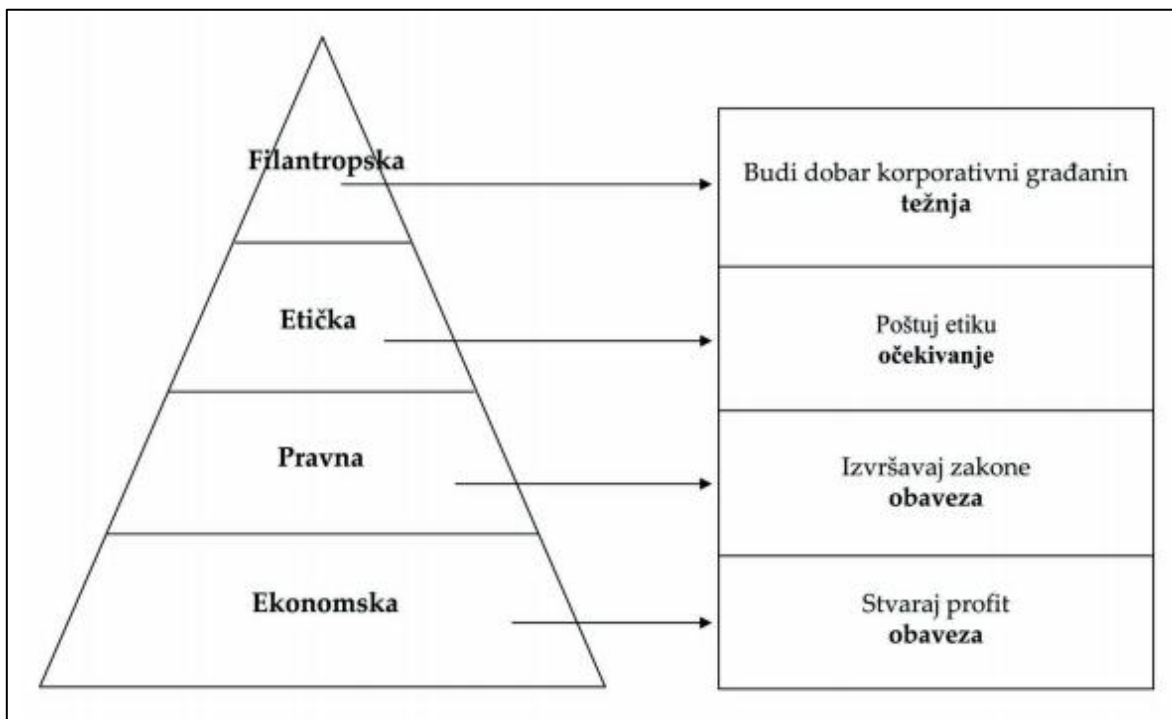 Filantropska
Budi dobar korporativni građanin
težnja
Etička
Poštuj etiku
očekivanje
Pravna
Izvršavaj zakone
obaveza
Ekonomska
Stvaraj profit
obaveza